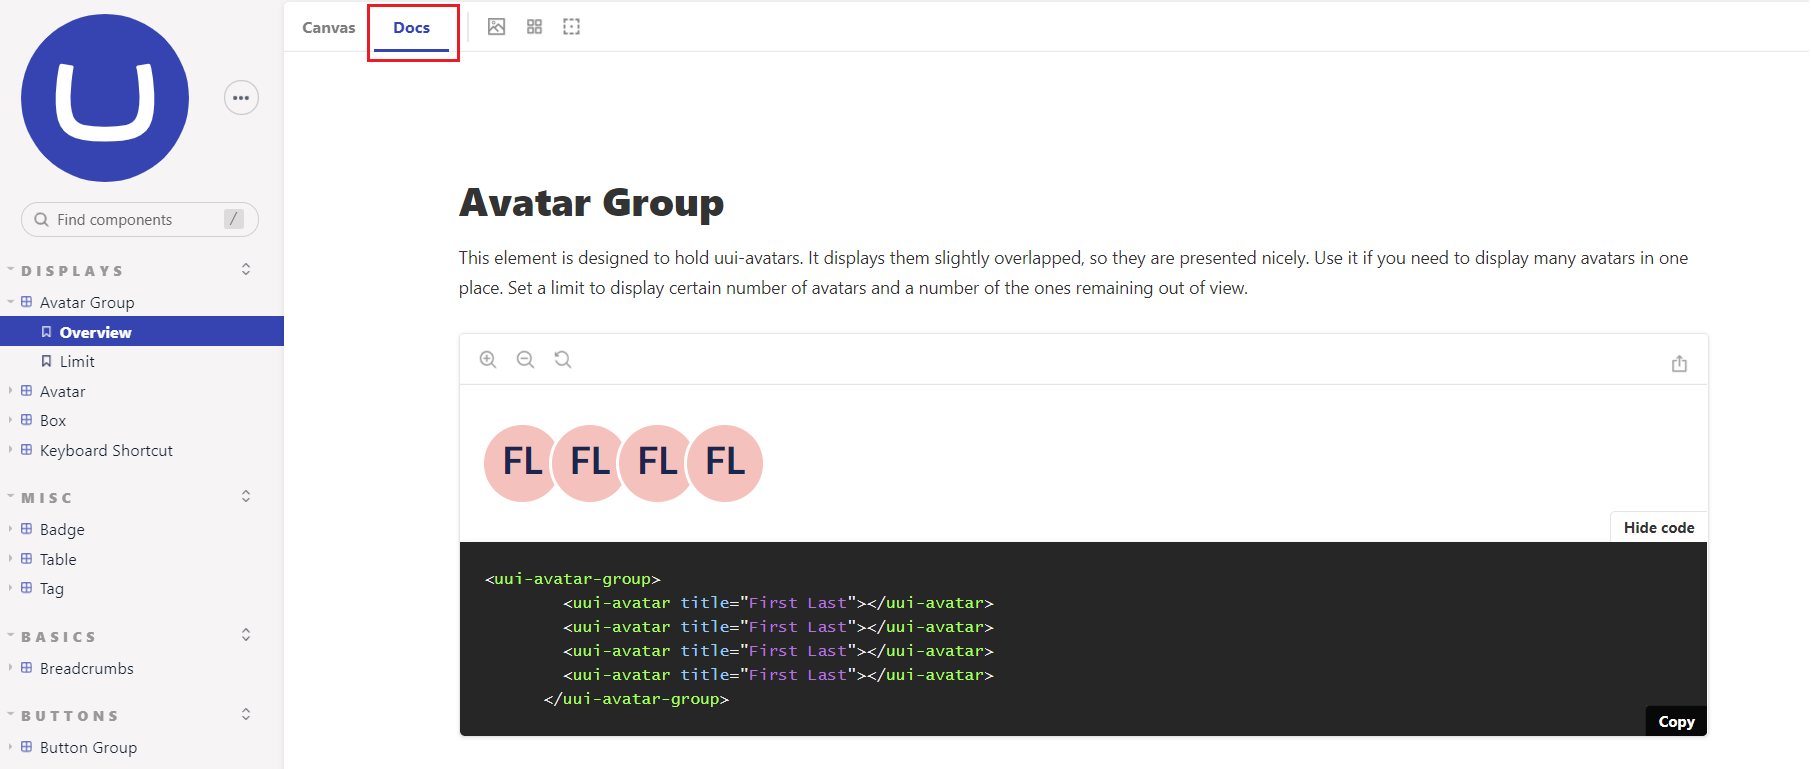 Canvas
Docs
Find components
/
DISPLAYS
Avatar Group
Overview
Limit
Avatar
Box
Keyboard Shortcut
MISC
Badge
Table
Tag
BASICS
Breadcrumbs
BUTTONS
Button Group
Avatar Group
This element is designed to hold uui-avatars. It displays them slightly overlapped, so they are presented nicely. Use it if you need to display many avatars in one
place. Set a limit to display certain number of avatars and a number of the ones remaining out of view.
FL FL FL FL
Hide code
<uui-avatar-group>
<uui-avatar title="First Last"></uui-avatar>
<uui-avatar title="First Last"></uui-avatar>
<uui-avatar title="First Last"></uui-avatar>
<uui-avatar title="First Last"></uui-avatar>
</uui-avatar-group>
Copy